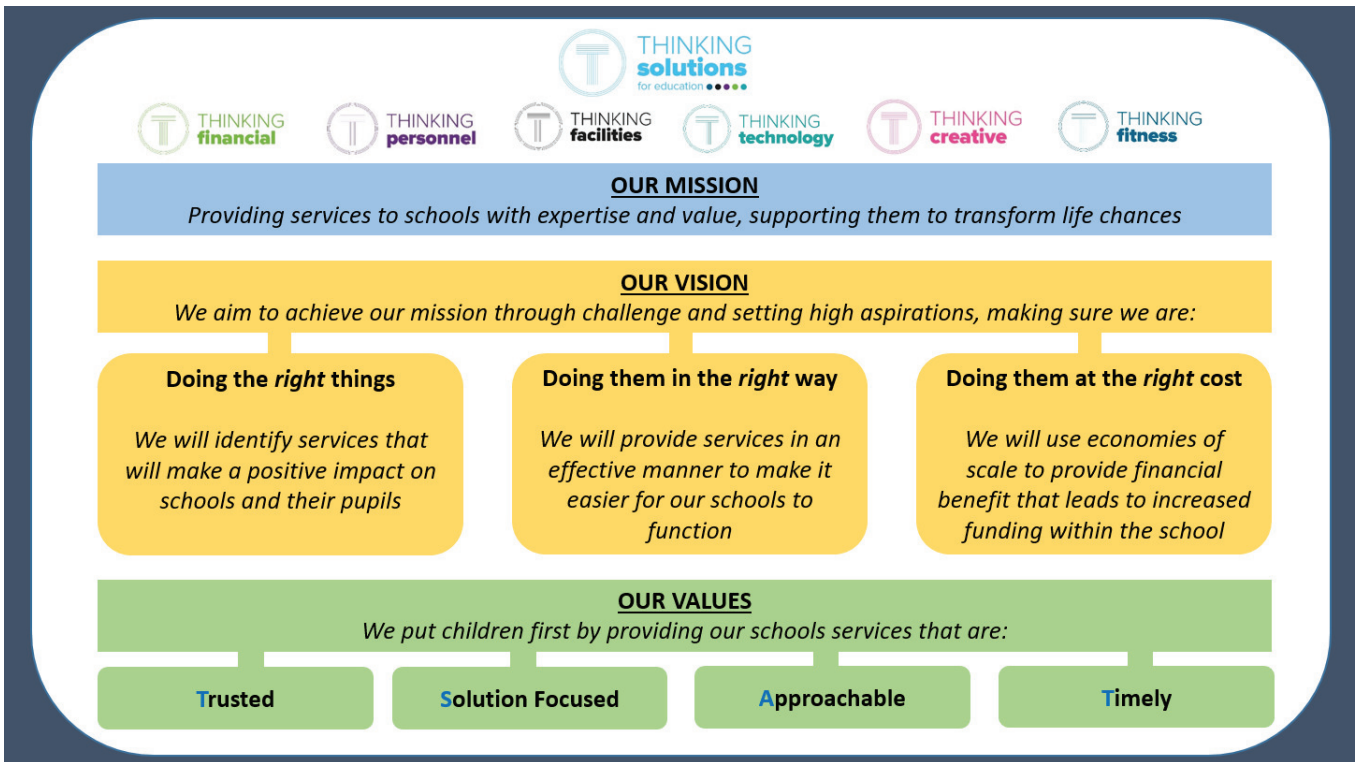 THINKING
solutions
for education
THINKING
financial
THINKING
personnel
THINKING
facilities
THINKING
technology
THINKING
creative
THINKING
fitness
OUR MISSION
Providing services to schools with expertise and value, supporting them to transform life chances
OUR VISION
We aim to achieve our mission through challenge and setting high aspirations, making sure we are:
Doing the right things
We will identify services that
will make a positive impact on
schools and their pupils
Doing them in the right way
We will provide services in an
effective manner to make it
easier for our schools to
function
Doing them at the right cost
We will use economies of
scale to provide financial
benefit that leads to increased
funding within the school
OUR VALUES
We put children first by providing our schools services that are:
Trusted
Solution Focused
Approachable
Timely